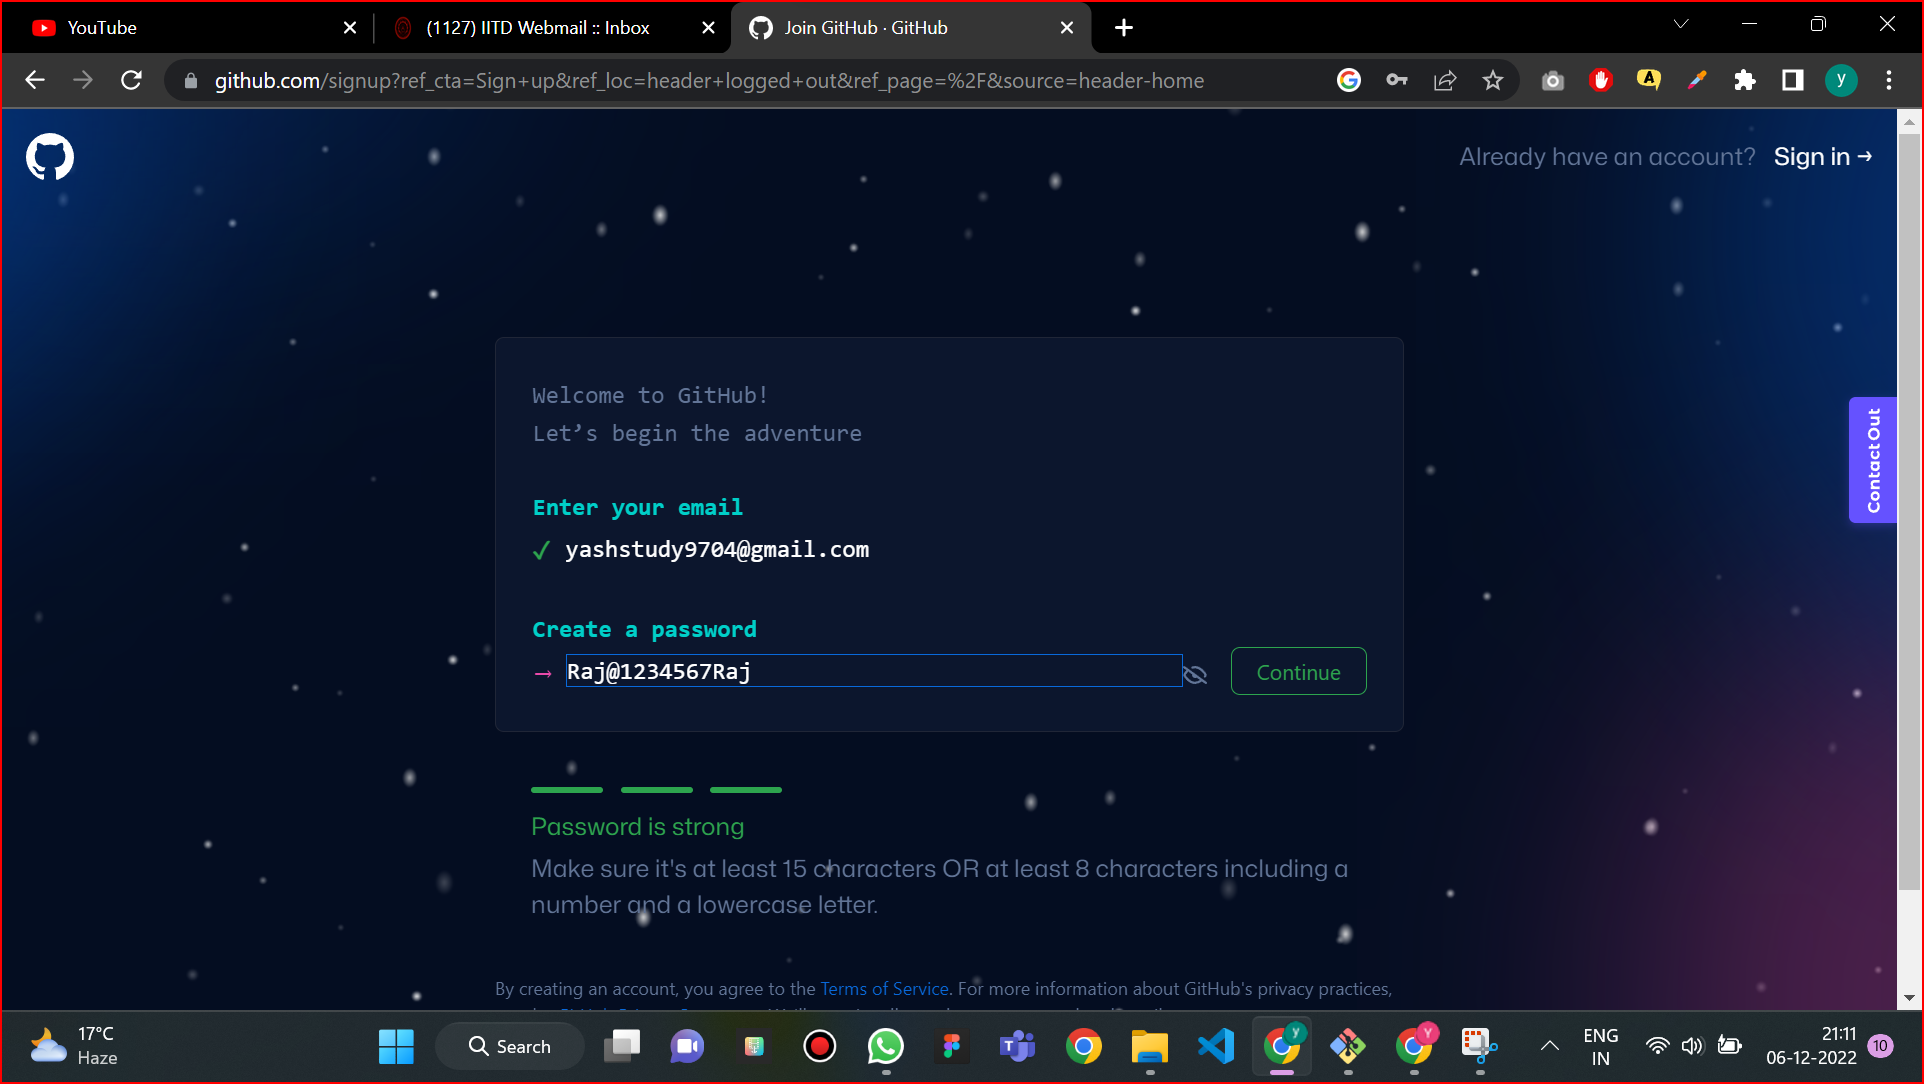 YouTube
(1127) IITD Webmail :: Inbox
Join GitHub · GitHub
github.com/signup?ref_cta=Sign+up&ref_loc=header+logged+out&ref_page=%2F&source=header-home
A
y
Already have an account? Sign in →
Contact Out
Welcome to GitHub!
Let’s begin the adventure
Enter your email
✓ yashstudy9704@gmail.com
Create a password
→ Raj@1234567Raj
Continue
Password is strong
Make sure it's at least 15 characters OR at least 8 characters including a
number and a lowercase letter.
By creating an account, you agree to the Terms of Service. For more information about GitHub's privacy practices,
17°C
Haze
Search
y
Y
ENG
IN
21:11
06-12-2022
10